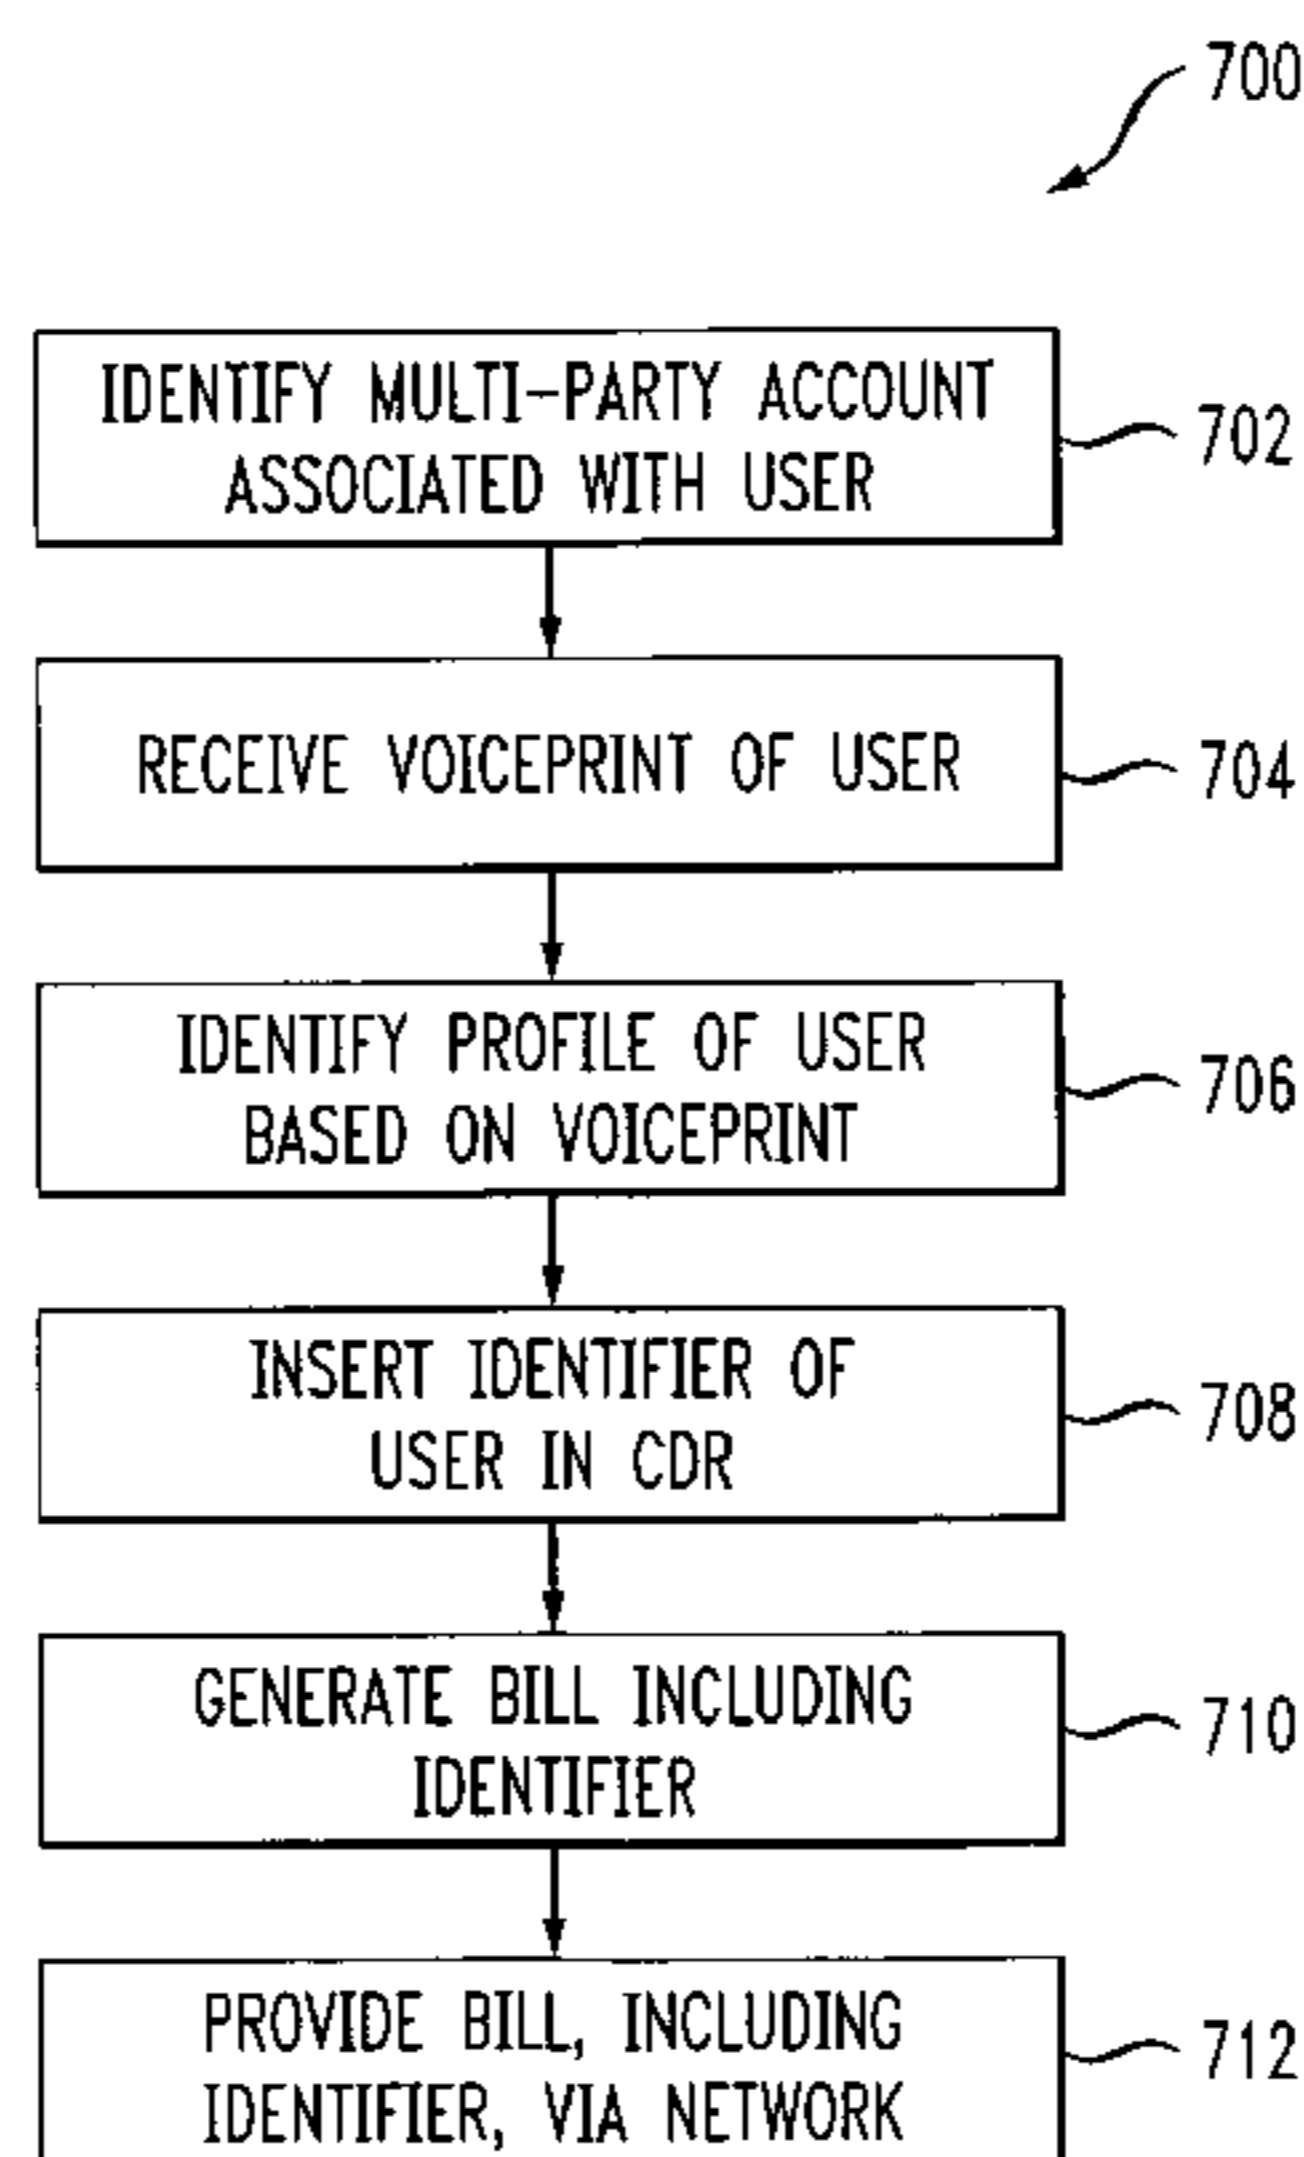 700
IDENTIFY MULTI-PARTY ACCOUNT
ASSOCIATED WITH USER
702
RECEIVE VOICEPRINT OF USER
704
IDENTIFY PROFILE OF USER
BASED ON VOICEPRINT
706
INSERT IDENTIFIER OF
USER IN CDR
708
GENERATE BILL INCLUDING
IDENTIFIER
710
PROVIDE BILL, INCLUDING
IDENTIFIER, VIA NETWORK
712